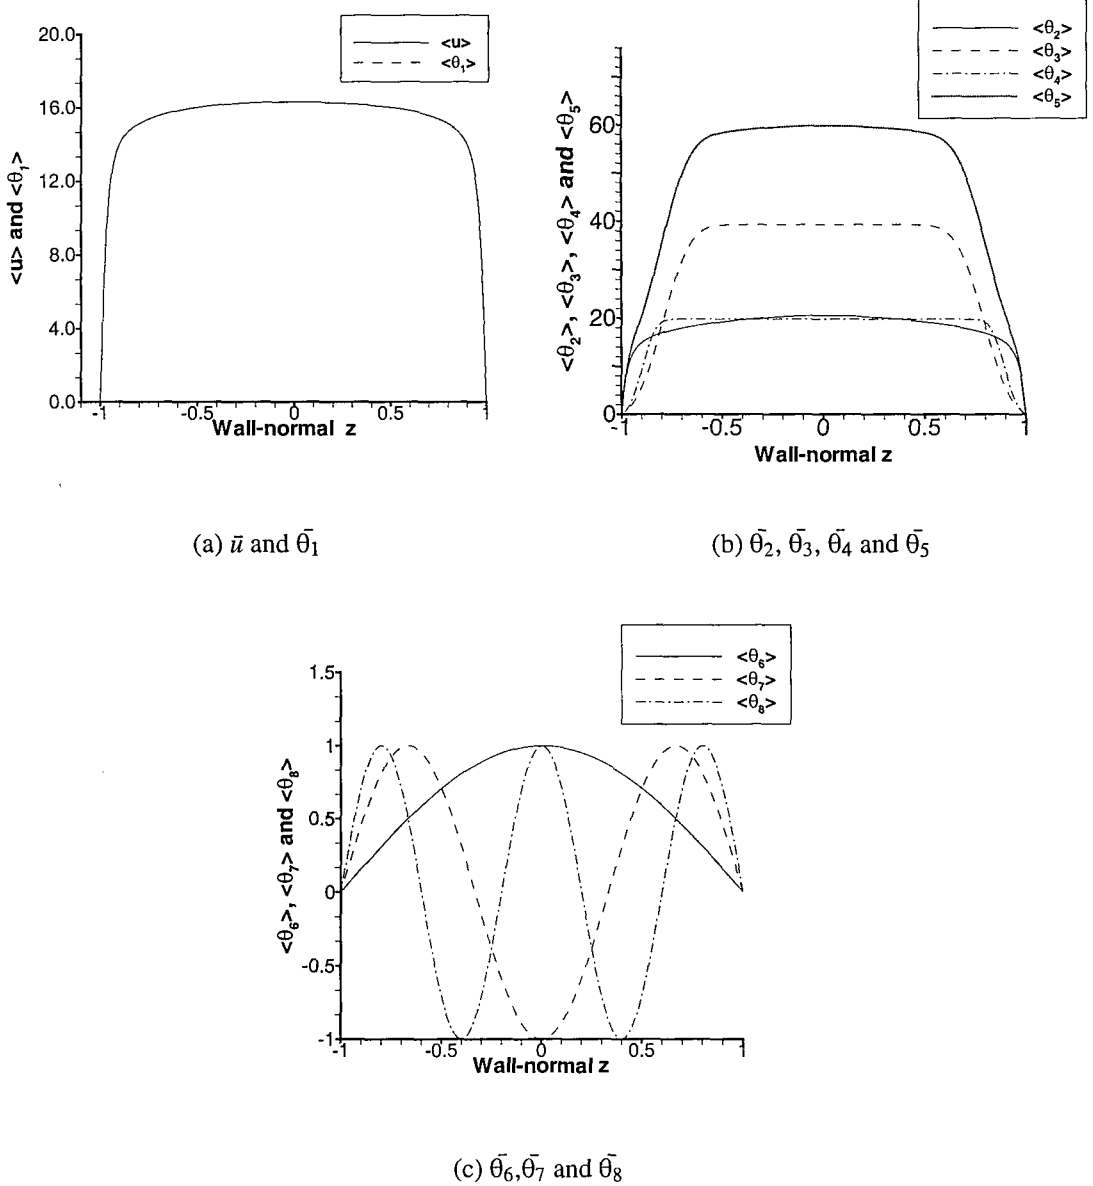 <u>
<θ₁>
20.0
16.0
12.0
8.0
4.0
0.0
<u> and <θ₁>
-1
-0.5
0
0.5
1
Wall-normal z
(a) ū and θ̄₁
<θ₂>
<θ₃>
<θ₄>
<θ₅>
60
40
20
0
<θ₂>, <θ₃>, <θ₄> and <θ₅>
-1
-0.5
0
0.5
1
Wall-normal z
(b) θ̄₂, θ̄₃, θ̄₄ and θ̄₅
<θ₆>
<θ₇>
<θ₈>
1.5
1
0.5
0
-0.5
-1
<θ₆>, <θ₇> and <θ₈>
-1
-0.5
0
0.5
1
Wall-normal z
(c) θ̄₆,θ̄₇ and θ̄₈